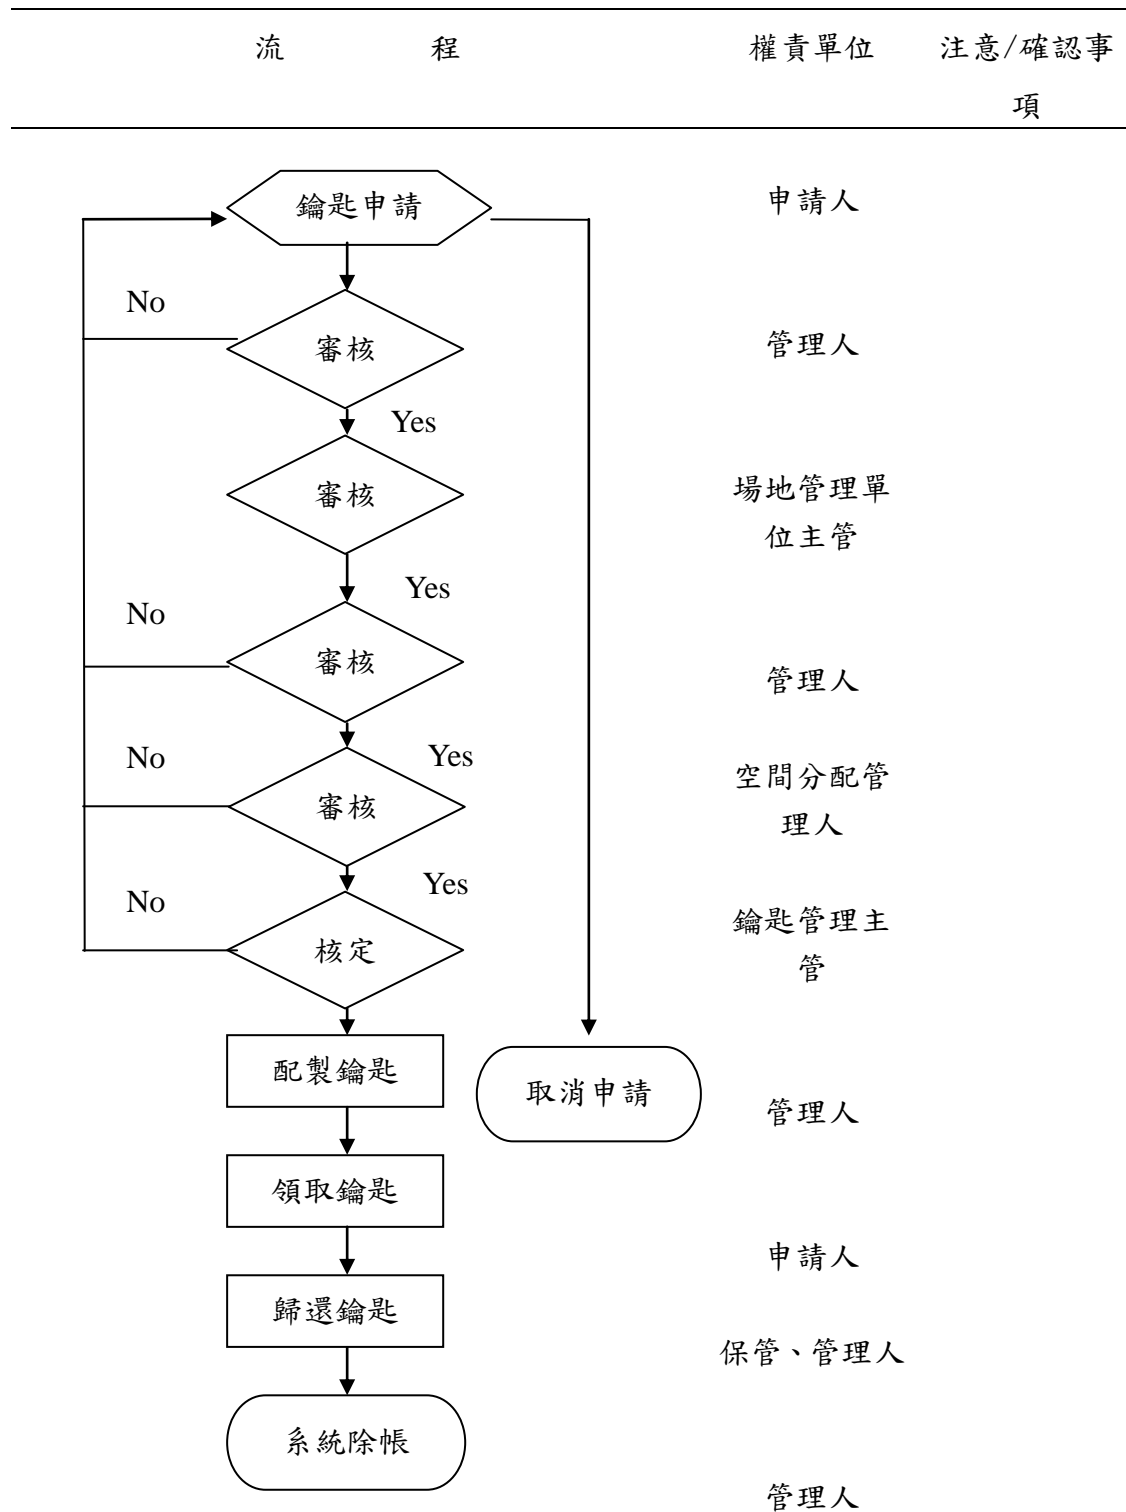 流 程 權責單位 注意/確認事
項
鑰匙申請 申請人
No
審核 管理人
Yes
審核 場地管理單
位主管
Yes
No
審核 管理人
No Yes
審核 空間分配管
理人
Yes
No
核定 鑰匙管理主
管
配製鑰匙 取消申請 管理人
領取鑰匙
申請人
歸還鑰匙
保管、管理人
系統除帳
管理人